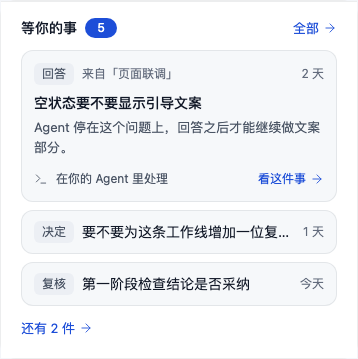 等你的事 5 全部 →
回答 来自「页面联调」 2 天
空状态要不要显示引导文案
Agent 停在这个问题上，回答之后才能继续做文案
部分。
>_ 在你的 Agent 里处理 看这件事 →
决定 要不要为这条工作线增加一位复... 1 天
复核 第一阶段检查结论是否采纳 今天
还有 2 件 →